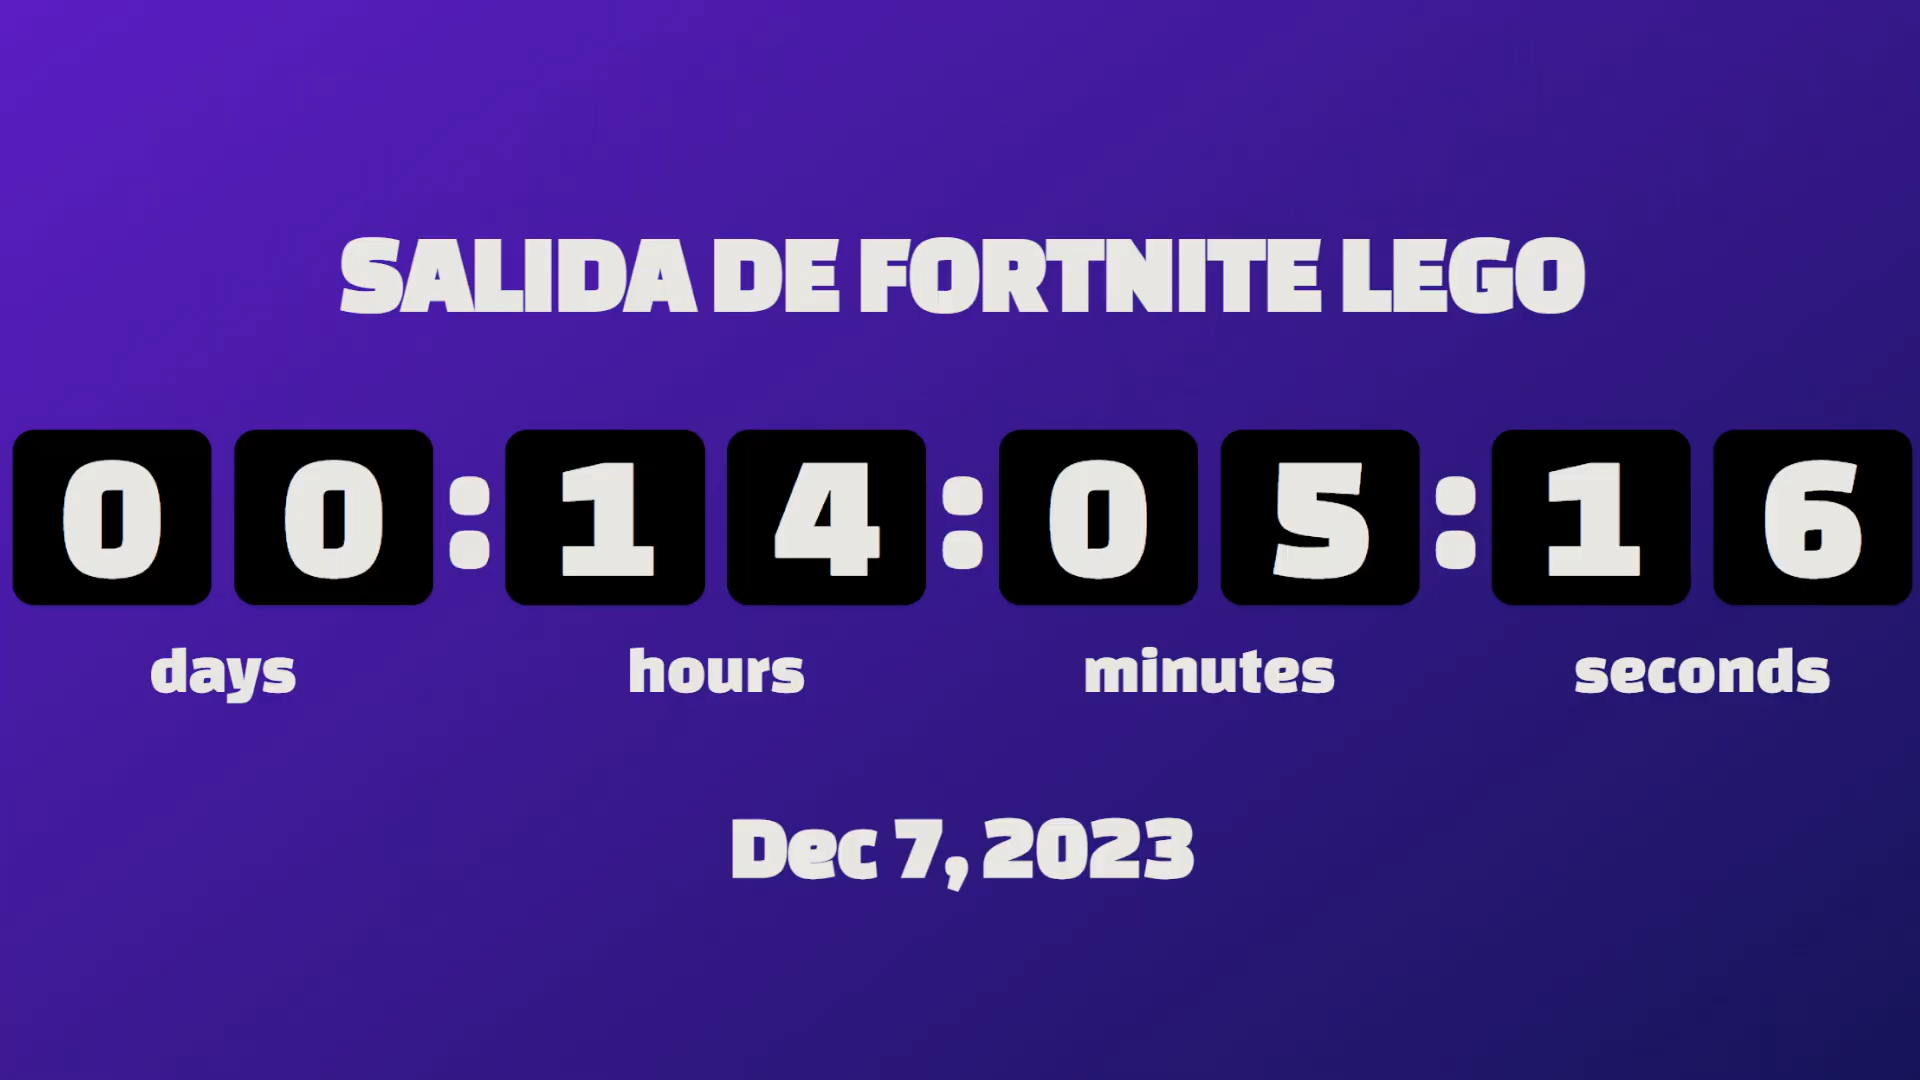 SALIDA DE FORTNITE LEGO
00:14:05:16
days hours minutes seconds
Dec 7, 2023